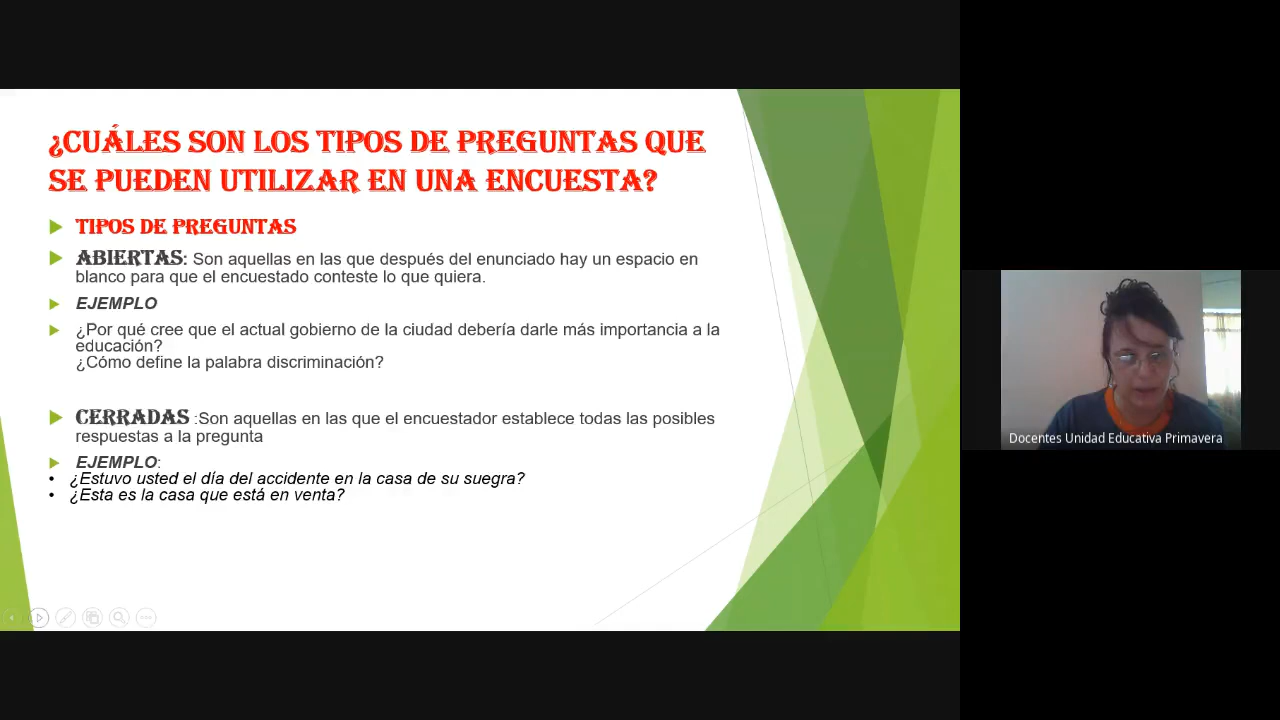 ¿CUÁLES SON LOS TIPOS DE PREGUNTAS QUE
SE PUEDEN UTILIZAR EN UNA ENCUESTA?
TIPOS DE PREGUNTAS
ABIERTAS: Son aquellas en las que después del enunciado hay un espacio en
blanco para que el encuestado conteste lo que quiera.
EJEMPLO
¿Por qué cree que el actual gobierno de la ciudad debería darle más importancia a la
educación?
¿Cómo define la palabra discriminación?
CERRADAS :Son aquellas en las que el encuestador establece todas las posibles
respuestas a la pregunta
EJEMPLO:
• ¿Estuvo usted el día del accidente en la casa de su suegra?
• ¿Esta es la casa que está en venta?
Docentes Unidad Educativa Primavera